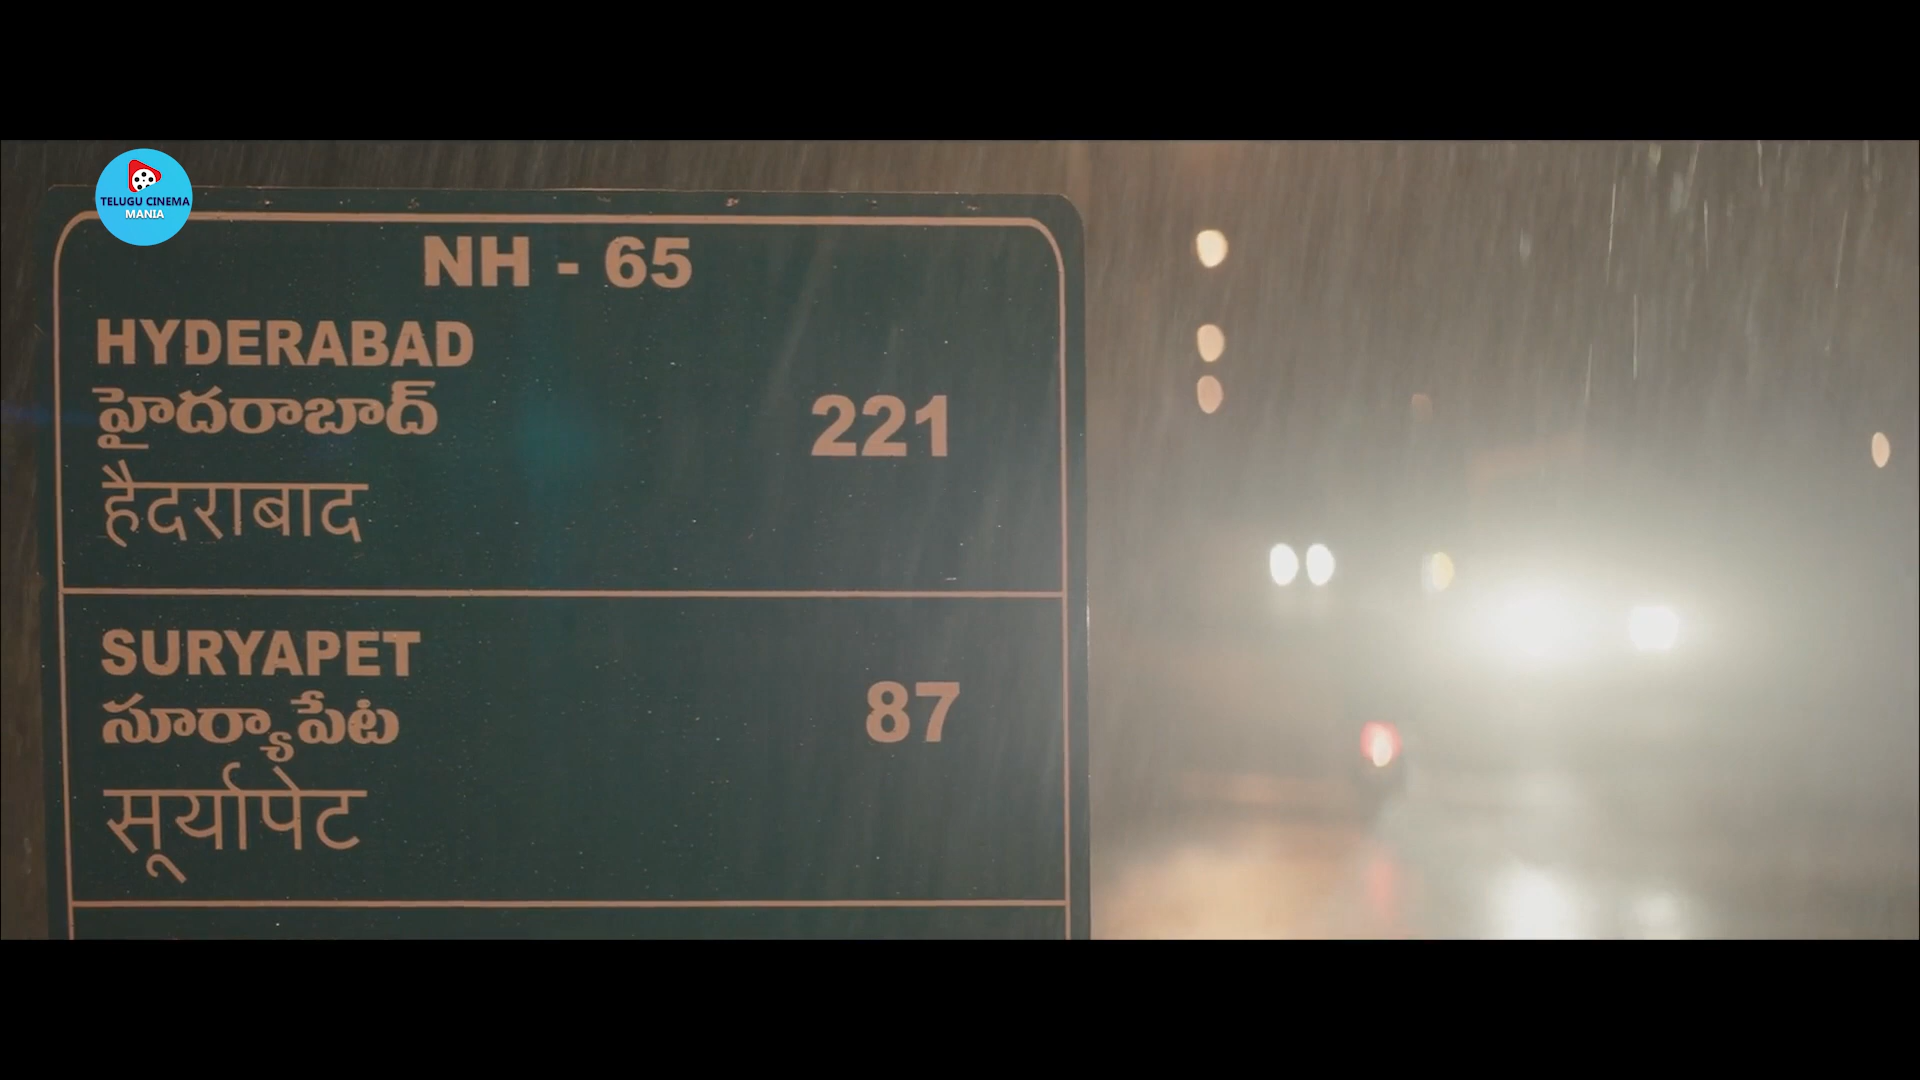 TELUGU CINEMA
MANIA
NH - 65
HYDERABAD
హైదరాబాద్
हैदराबाद
221
SURYAPET
సూర్యాపేట
सूर्यापेट
87